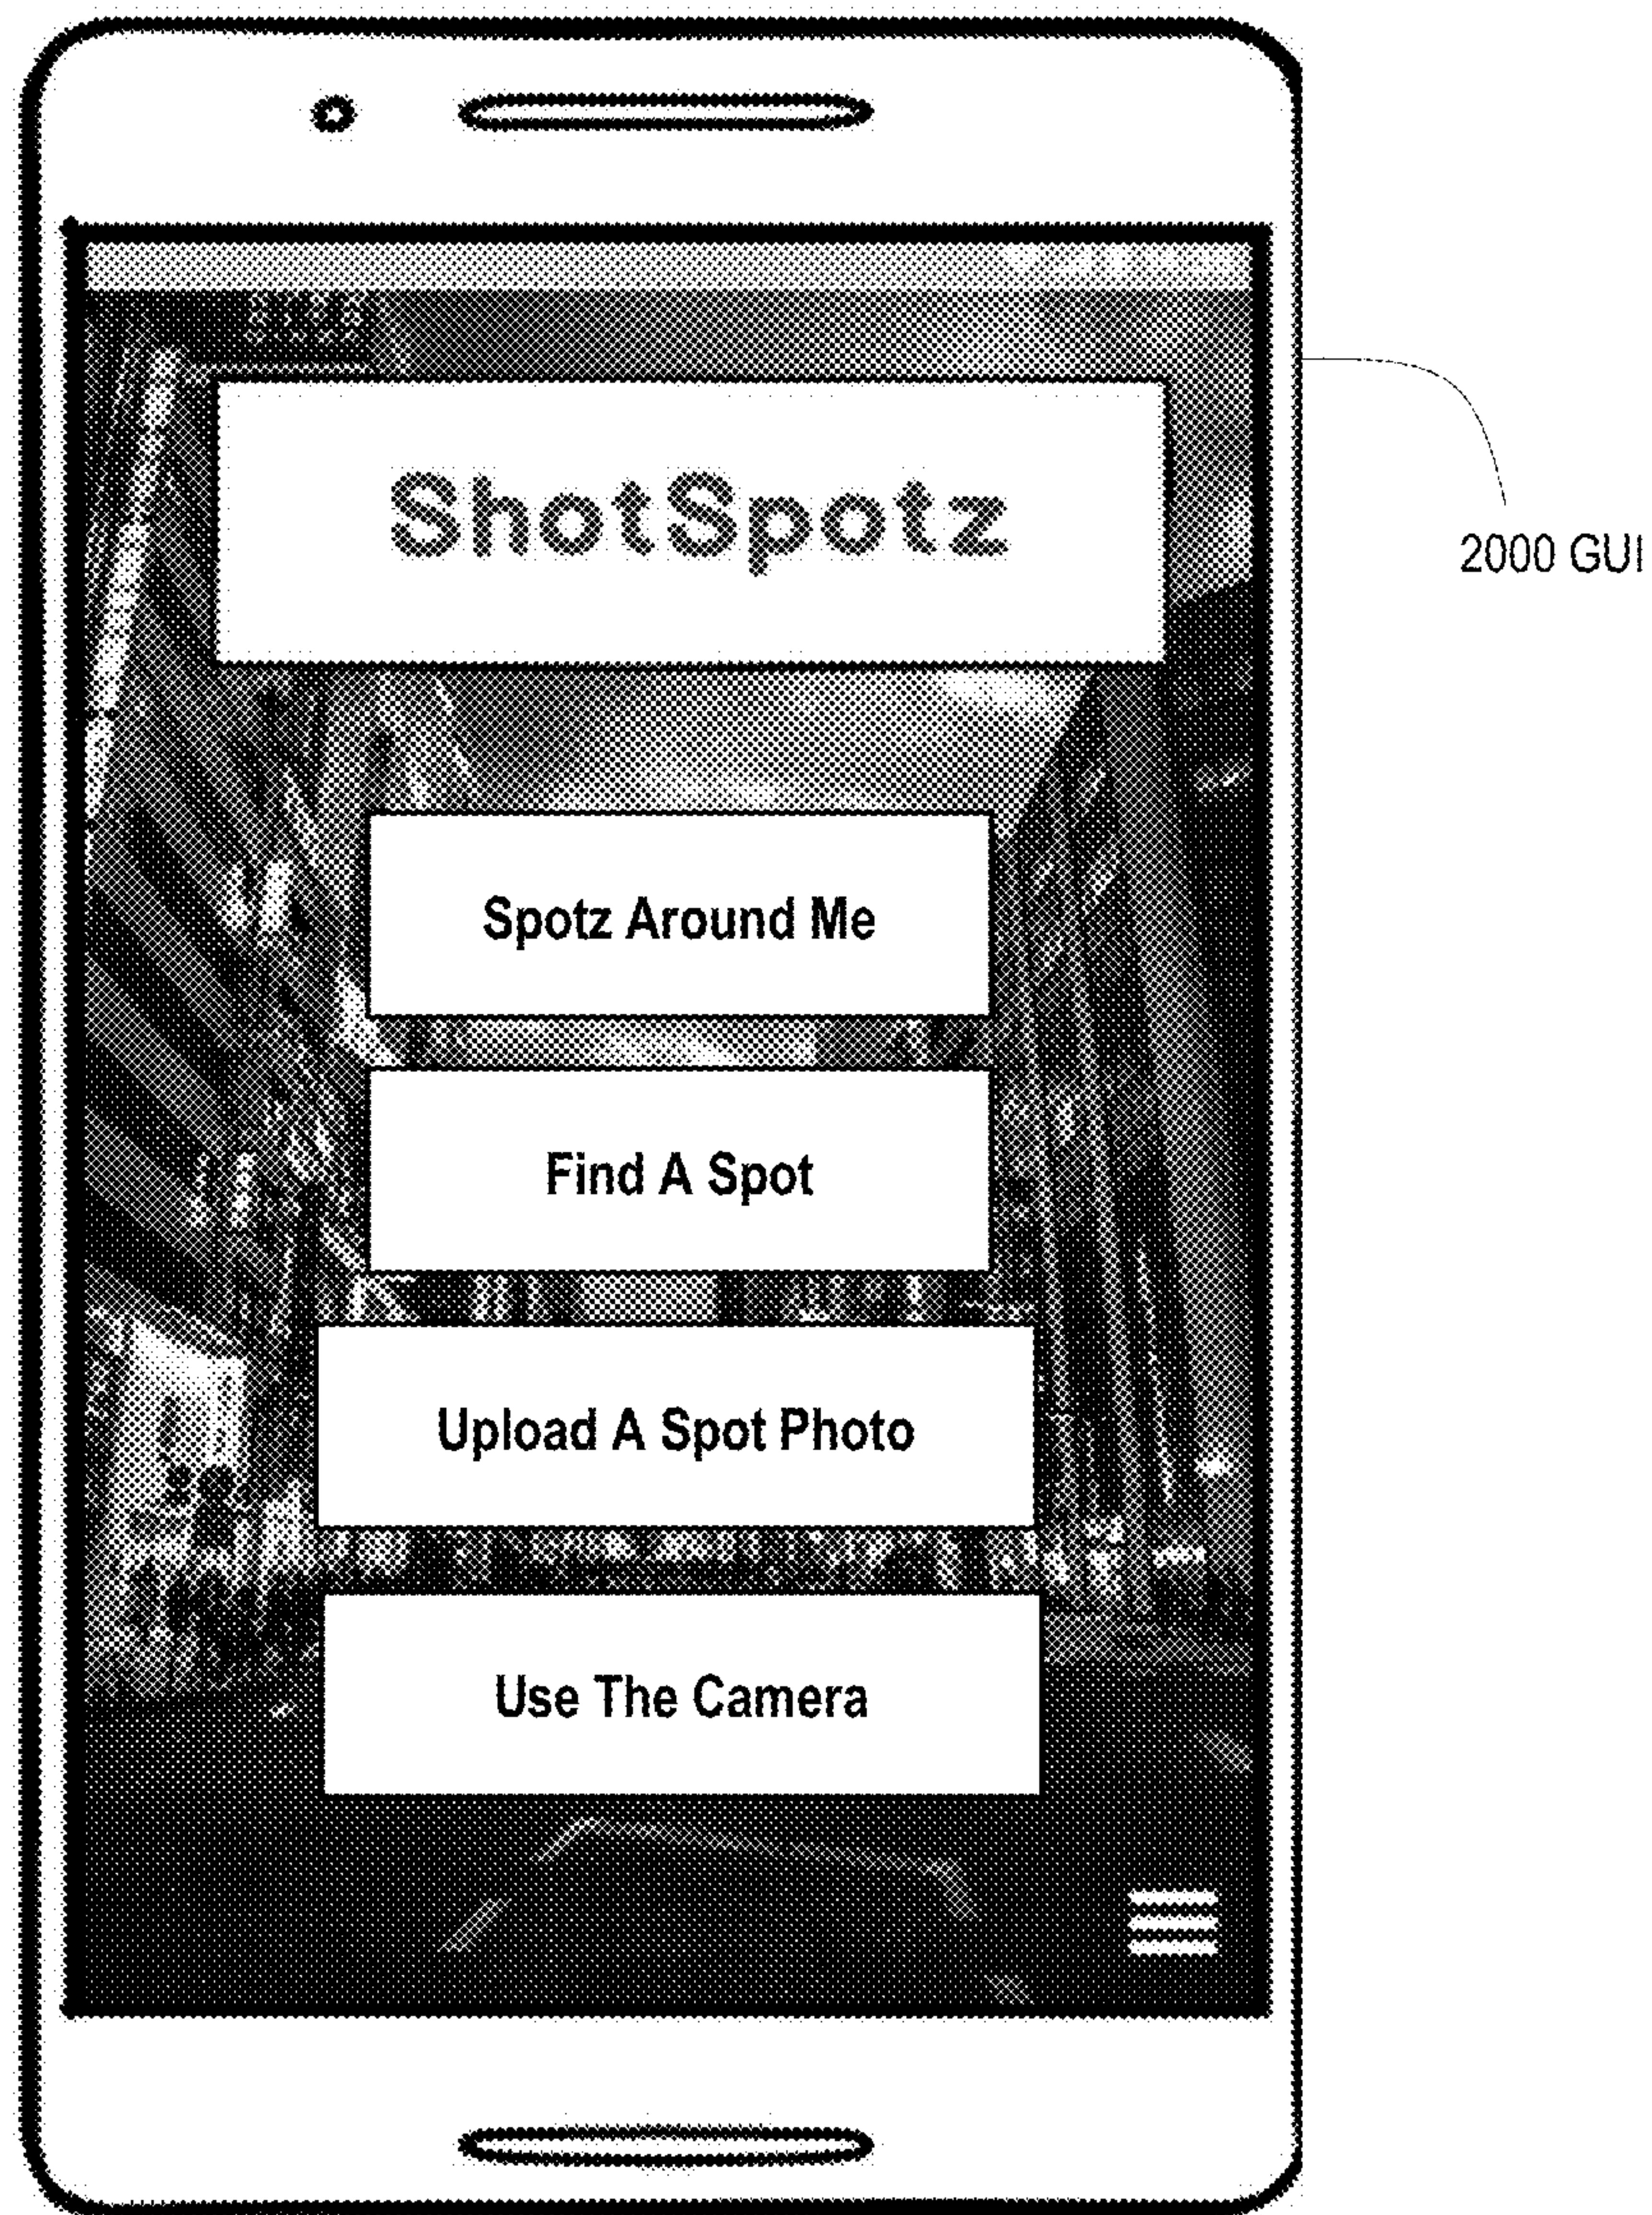 ShotSpotz
2000 GUI
Spotz Around Me
Find A Spot
Upload A Spot Photo
Use The Camera